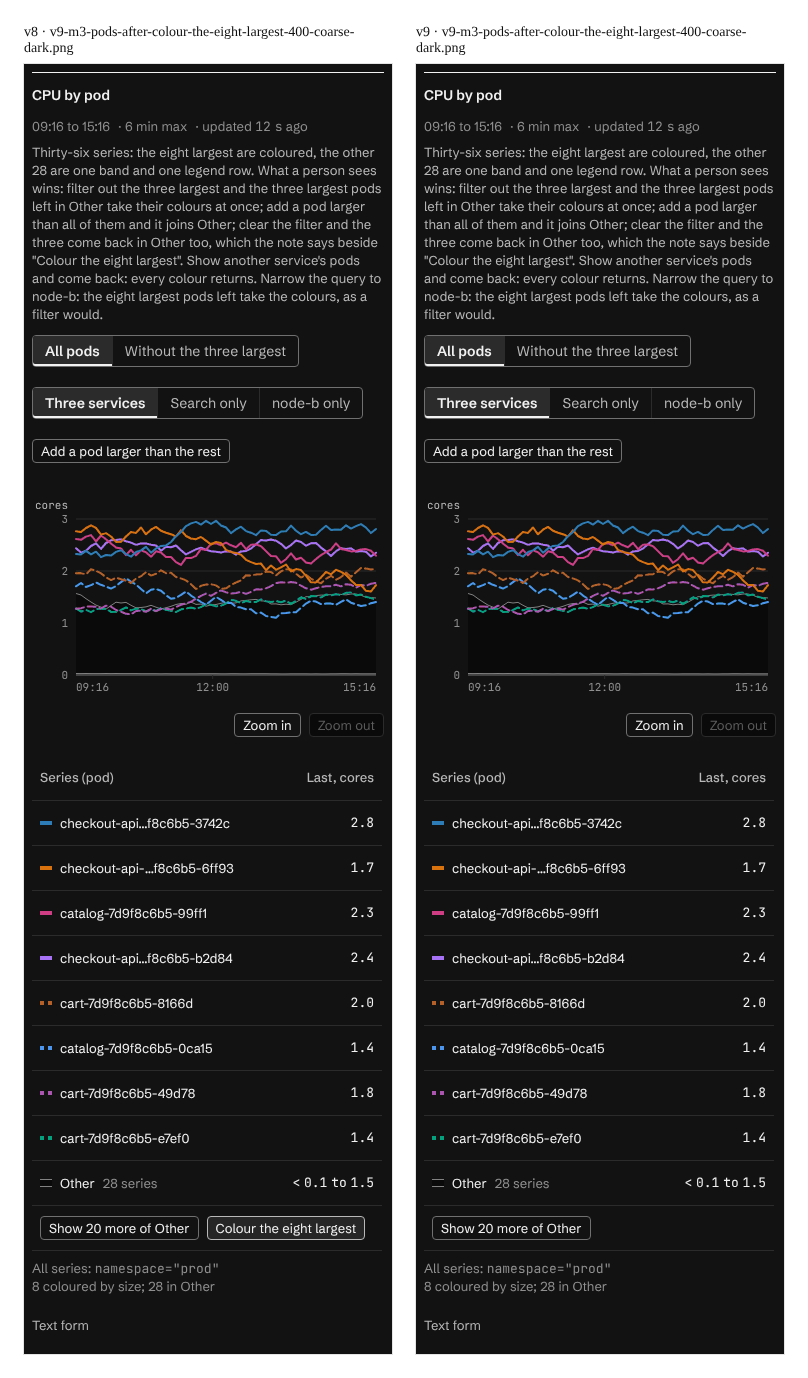 v8 · v9-m3-pods-after-colour-the-eight-largest-400-coarse-
dark.png
CPU by pod
09:16 to 15:16 · 6 min max · updated 12 s ago
Thirty-six series: the eight largest are coloured, the other
28 are one band and one legend row. What a person sees
wins: filter out the three largest and the three largest pods
left in Other take their colours at once; add a pod larger
than all of them and it joins Other; clear the filter and the
three come back in Other too, which the note says beside
"Colour the eight largest". Show another service's pods
and come back: every colour returns. Narrow the query to
node-b: the eight largest pods left take the colours, as a
filter would.
All pods Without the three largest
Three services Search only node-b only
Add a pod larger than the rest
cores
3
2
1
0
09:16 12:00 15:16
Zoom in Zoom out
Series (pod) Last, cores
checkout-api…f8c6b5-3742c 2.8
checkout-api-…f8c6b5-6ff93 1.7
catalog-7d9f8c6b5-99ff1 2.3
checkout-api…f8c6b5-b2d84 2.4
cart-7d9f8c6b5-8166d 2.0
catalog-7d9f8c6b5-0ca15 1.4
cart-7d9f8c6b5-49d78 1.8
cart-7d9f8c6b5-e7ef0 1.4
Other 28 series < 0.1 to 1.5
Show 20 more of Other Colour the eight largest
All series: namespace="prod"
8 coloured by size; 28 in Other
Text form
v9 · v9-m3-pods-after-colour-the-eight-largest-400-coarse-
dark.png
CPU by pod
09:16 to 15:16 · 6 min max · updated 12 s ago
Thirty-six series: the eight largest are coloured, the other
28 are one band and one legend row. What a person sees
wins: filter out the three largest and the three largest pods
left in Other take their colours at once; add a pod larger
than all of them and it joins Other; clear the filter and the
three come back in Other too, which the note says beside
"Colour the eight largest". Show another service's pods
and come back: every colour returns. Narrow the query to
node-b: the eight largest pods left take the colours, as a
filter would.
All pods Without the three largest
Three services Search only node-b only
Add a pod larger than the rest
cores
3
2
1
0
09:16 12:00 15:16
Zoom in Zoom out
Series (pod) Last, cores
checkout-api…f8c6b5-3742c 2.8
checkout-api-…f8c6b5-6ff93 1.7
catalog-7d9f8c6b5-99ff1 2.3
checkout-api…f8c6b5-b2d84 2.4
cart-7d9f8c6b5-8166d 2.0
catalog-7d9f8c6b5-0ca15 1.4
cart-7d9f8c6b5-49d78 1.8
cart-7d9f8c6b5-e7ef0 1.4
Other 28 series < 0.1 to 1.5
Show 20 more of Other
All series: namespace="prod"
8 coloured by size; 28 in Other
Text form